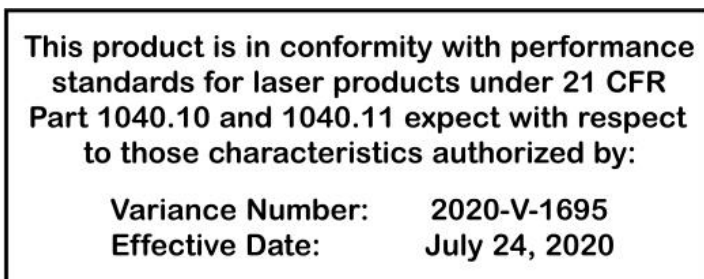 This product is in conformity with performance
standards for laser products under 21 CFR
Part 1040.10 and 1040.11 expect with respect
to those characteristics authorized by:
Variance Number: 2020-V-1695
Effective Date: July 24, 2020